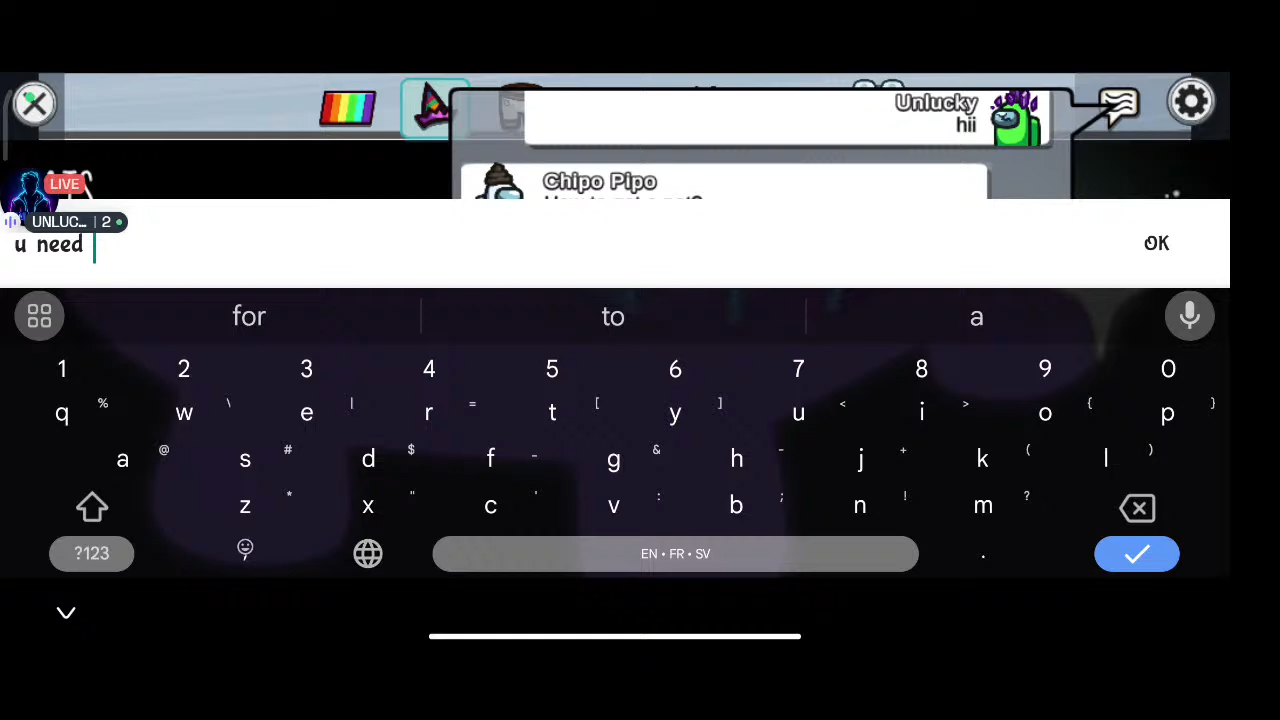 Unlucky
hii
Chipo Pipo
LIVE
UNLUC... | 2
u need
OK
for
to
a
1 2 3 4 5 6 7 8 9 0
q % w \ e | r = t [ y ] u < i > o { p }
a @ s # d $ f - g & h - j + k ( l )
z * x " c ' v : b ; n ! m ?
?123
EN • FR • SV
.